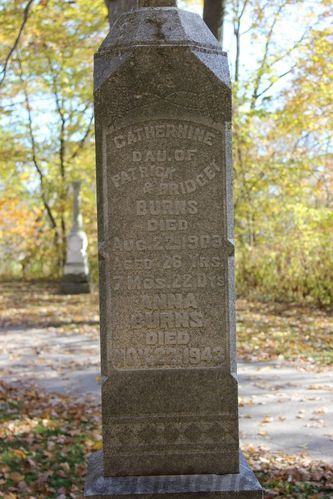 CATHERNINE
DAU. OF
PATRICK
& BRIDGET
BURNS
DIED
AUG. 22, 1903
AGED 26 YRS.
7 MOS. 22 DYS
ANNA
BURNS
DIED
NOV. 1943